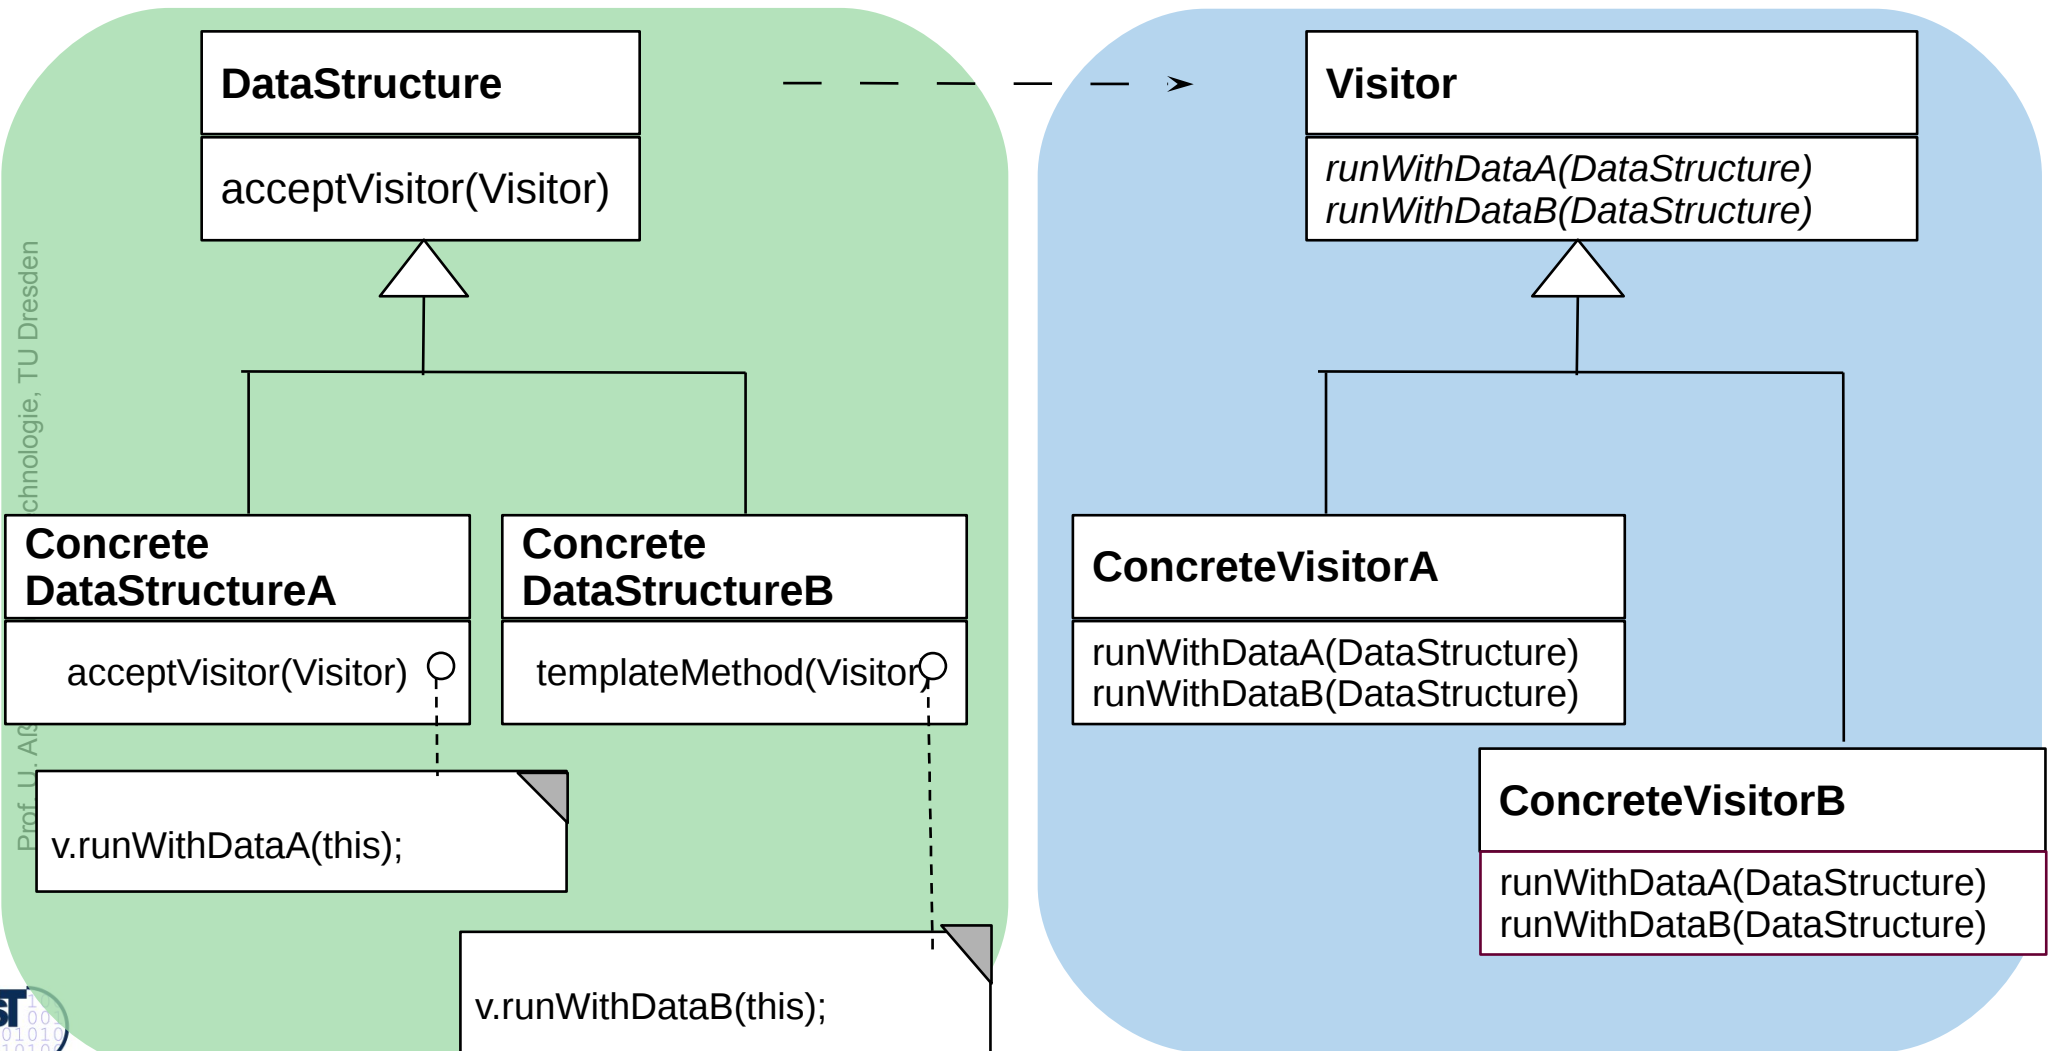 DataStructure
acceptVisitor(Visitor)
Visitor
runWithDataA(DataStructure)
runWithDataB(DataStructure)
Concrete
DataStructureA
acceptVisitor(Visitor)
Concrete
DataStructureB
templateMethod(Visitor)
ConcreteVisitorA
runWithDataA(DataStructure)
runWithDataB(DataStructure)
ConcreteVisitorB
runWithDataA(DataStructure)
runWithDataB(DataStructure)
v.runWithDataA(this);
v.runWithDataB(this);
Prof. U. Aß
chnologie, TU Dresden